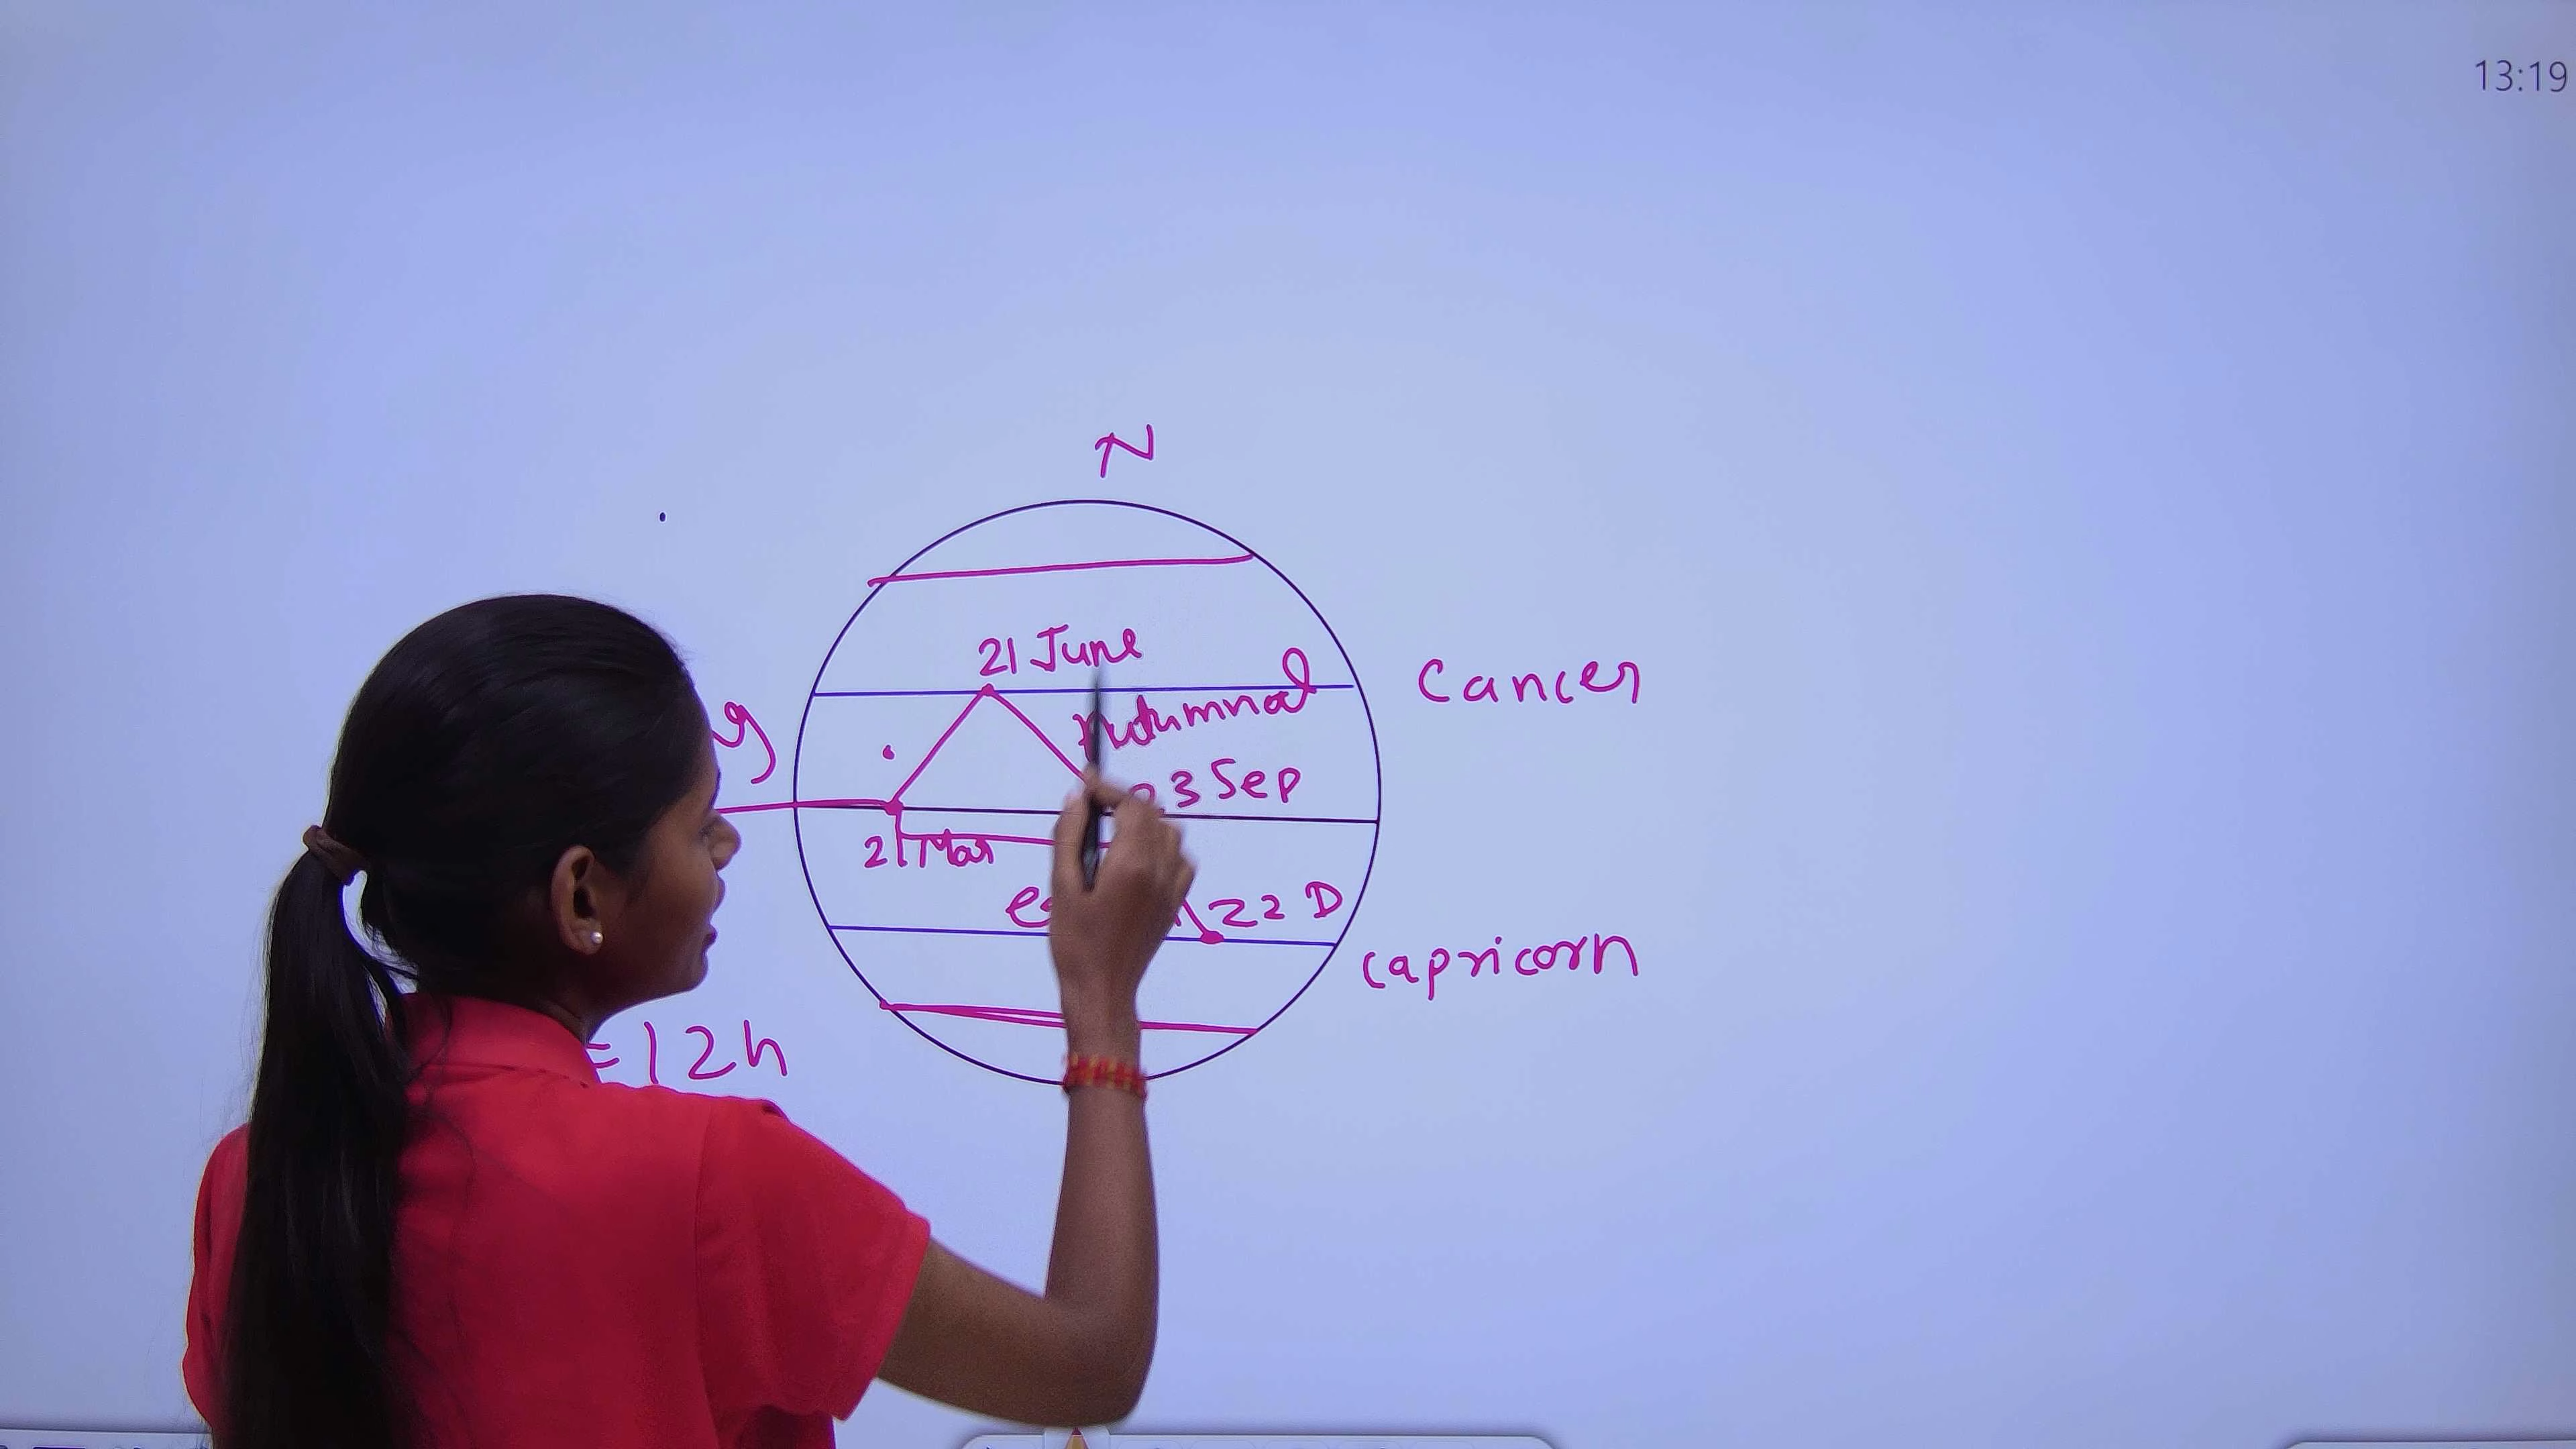 13:19
N
21 June
Cancer
Autumnal
23 Sep
21 Mar
22 D
Capricorn
=12h